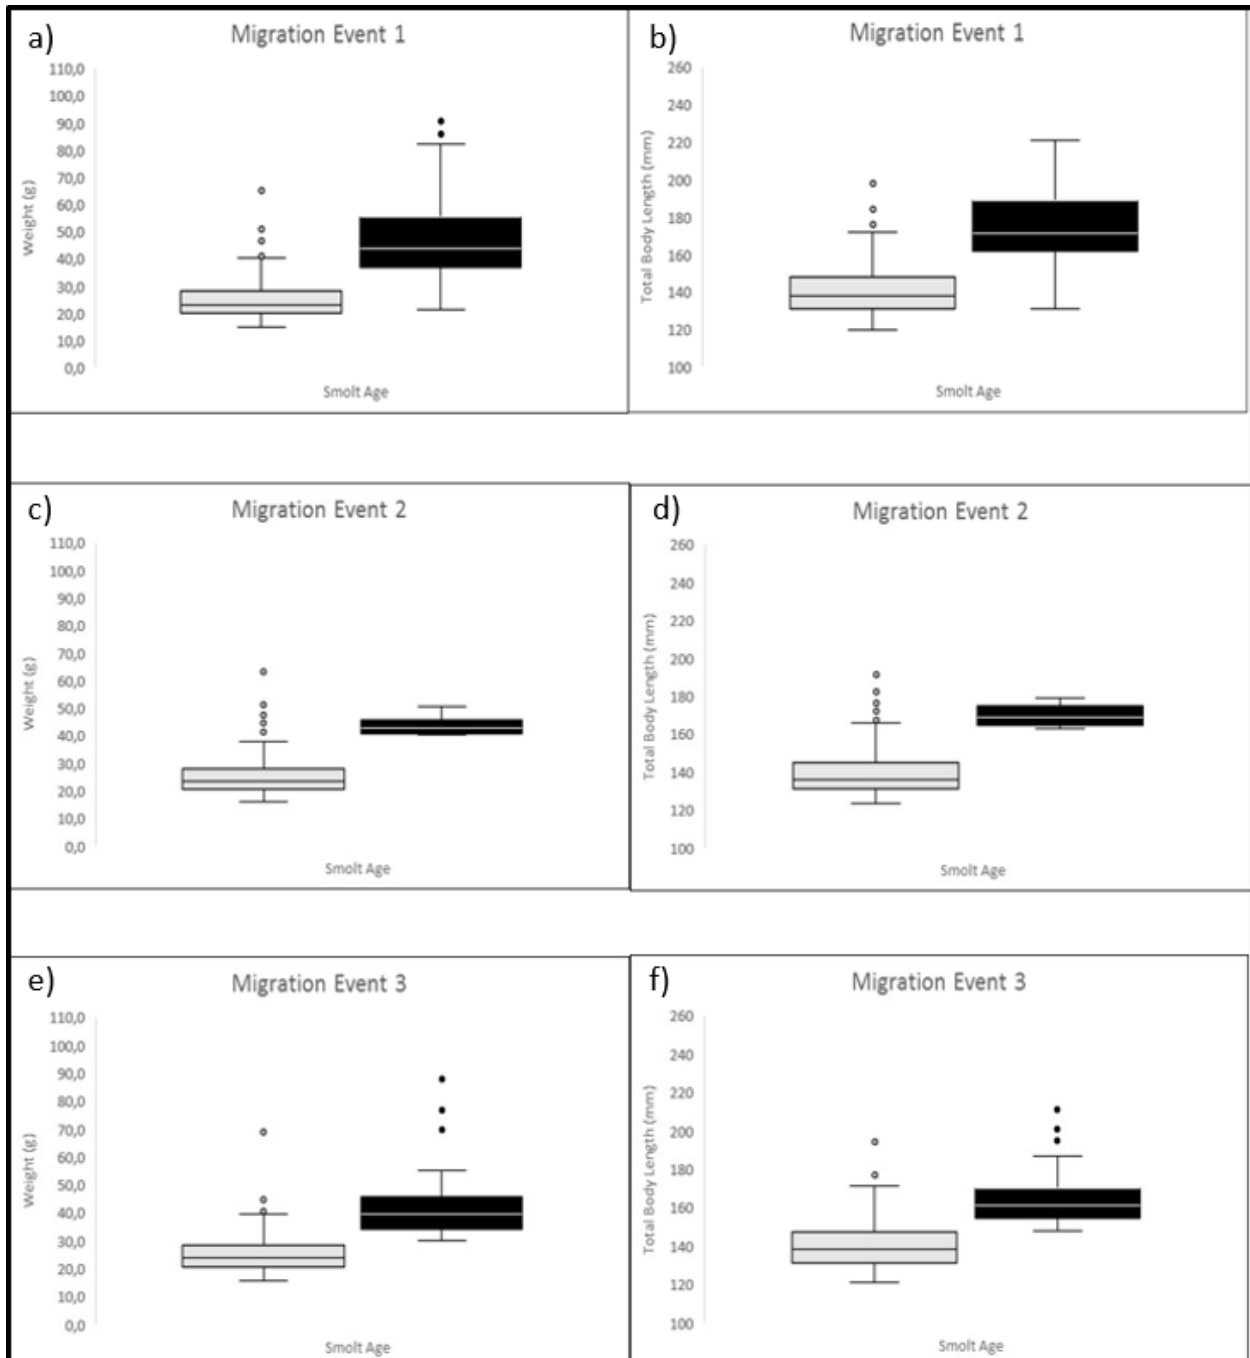 a)
Migration Event 1
110,0
100,0
90,0
80,0
70,0
60,0
50,0
40,0
30,0
20,0
10,0
0,0
Weight (g)
Smolt Age
b)
Migration Event 1
260
240
220
200
180
160
140
120
100
Total Body Length (mm)
Smolt Age
c)
Migration Event 2
110,0
100,0
90,0
80,0
70,0
60,0
50,0
40,0
30,0
20,0
10,0
0,0
Weight (g)
Smolt Age
d)
Migration Event 2
260
240
220
200
180
160
140
120
100
Total Body Length (mm)
Smolt Age
e)
Migration Event 3
110,0
100,0
90,0
80,0
70,0
60,0
50,0
40,0
30,0
20,0
10,0
0,0
Weight (g)
Smolt Age
f)
Migration Event 3
260
240
220
200
180
160
140
120
100
Total Body Length (mm)
Smolt Age